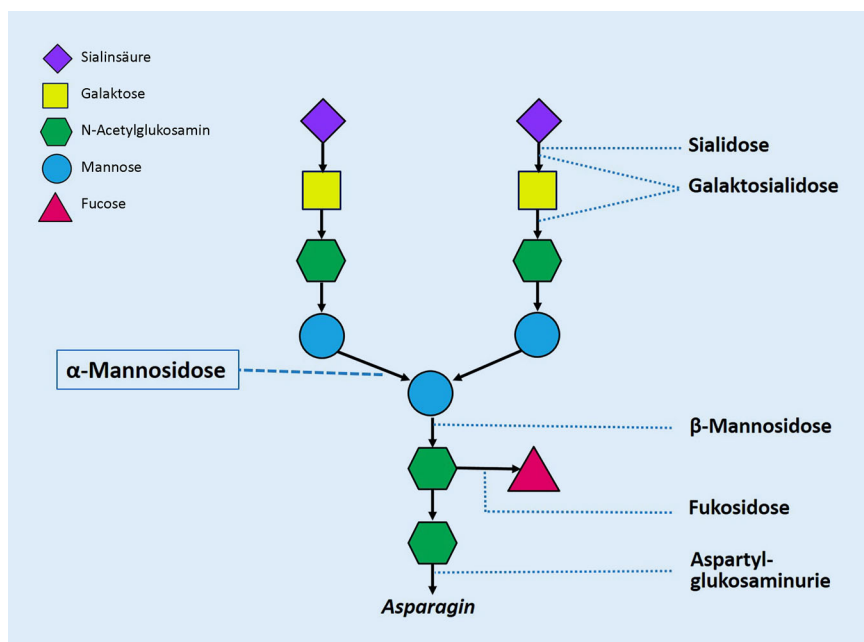 Sialinsäure
Galaktose
N-Acetylglukosamin
Mannose
Fucose
Sialidose
Galaktosialidose
α-Mannosidose
β-Mannosidose
Fukosidose
Aspartyl-
glukosaminurie
Asparagin